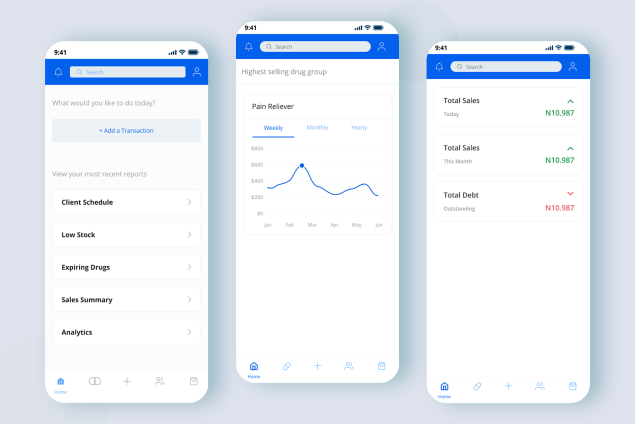 9:41
Search
What would you like to do today?
+ Add a Transaction
View your most recent reports
Client Schedule
Low Stock
Expiring Drugs
Sales Summary
Analytics
Home
9:41
Search
Highest selling drug group
Pain Reliever
Weekly Monthly Yearly
$800
$600
$400
$200
$0
Jan Feb Mar Apr May Jun
Home
9:41
Search
Total Sales
Today N10.987
Total Sales
This Month N10.987
Total Debt
Outstanding N10.987
Home